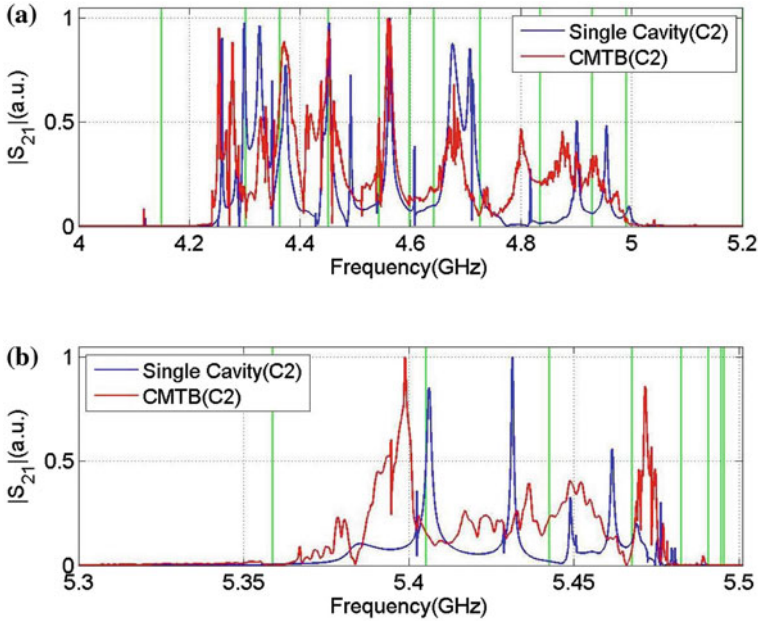 (a)
1
0.5
0
|S21|(a.u.)
Single Cavity(C2)
CMTB(C2)
4 4.2 4.4 4.6 4.8 5 5.2
Frequency(GHz)
(b)
1
0.5
0
|S21|(a.u.)
Single Cavity(C2)
CMTB(C2)
5.3 5.35 5.4 5.45 5.5
Frequency(GHz)